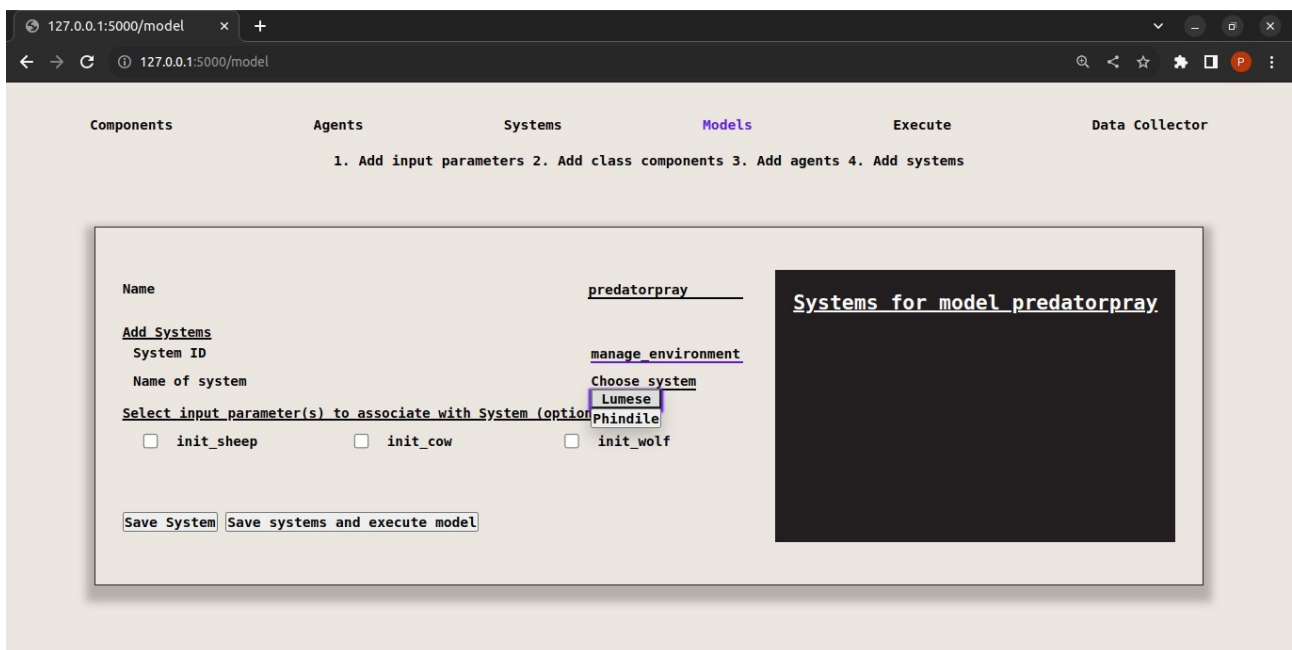 127.0.0.1:5000/model
127.0.0.1:5000/model
P
Components Agents Systems Models Execute Data Collector
1. Add input parameters 2. Add class components 3. Add agents 4. Add systems
Name predatorpray
Systems for model predatorpray
Add Systems
System ID manage_environment
Name of system Choose system
Lumese
Select input parameter(s) to associate with System (option
Phindile
init_sheep init_cow init_wolf
Save System Save systems and execute model